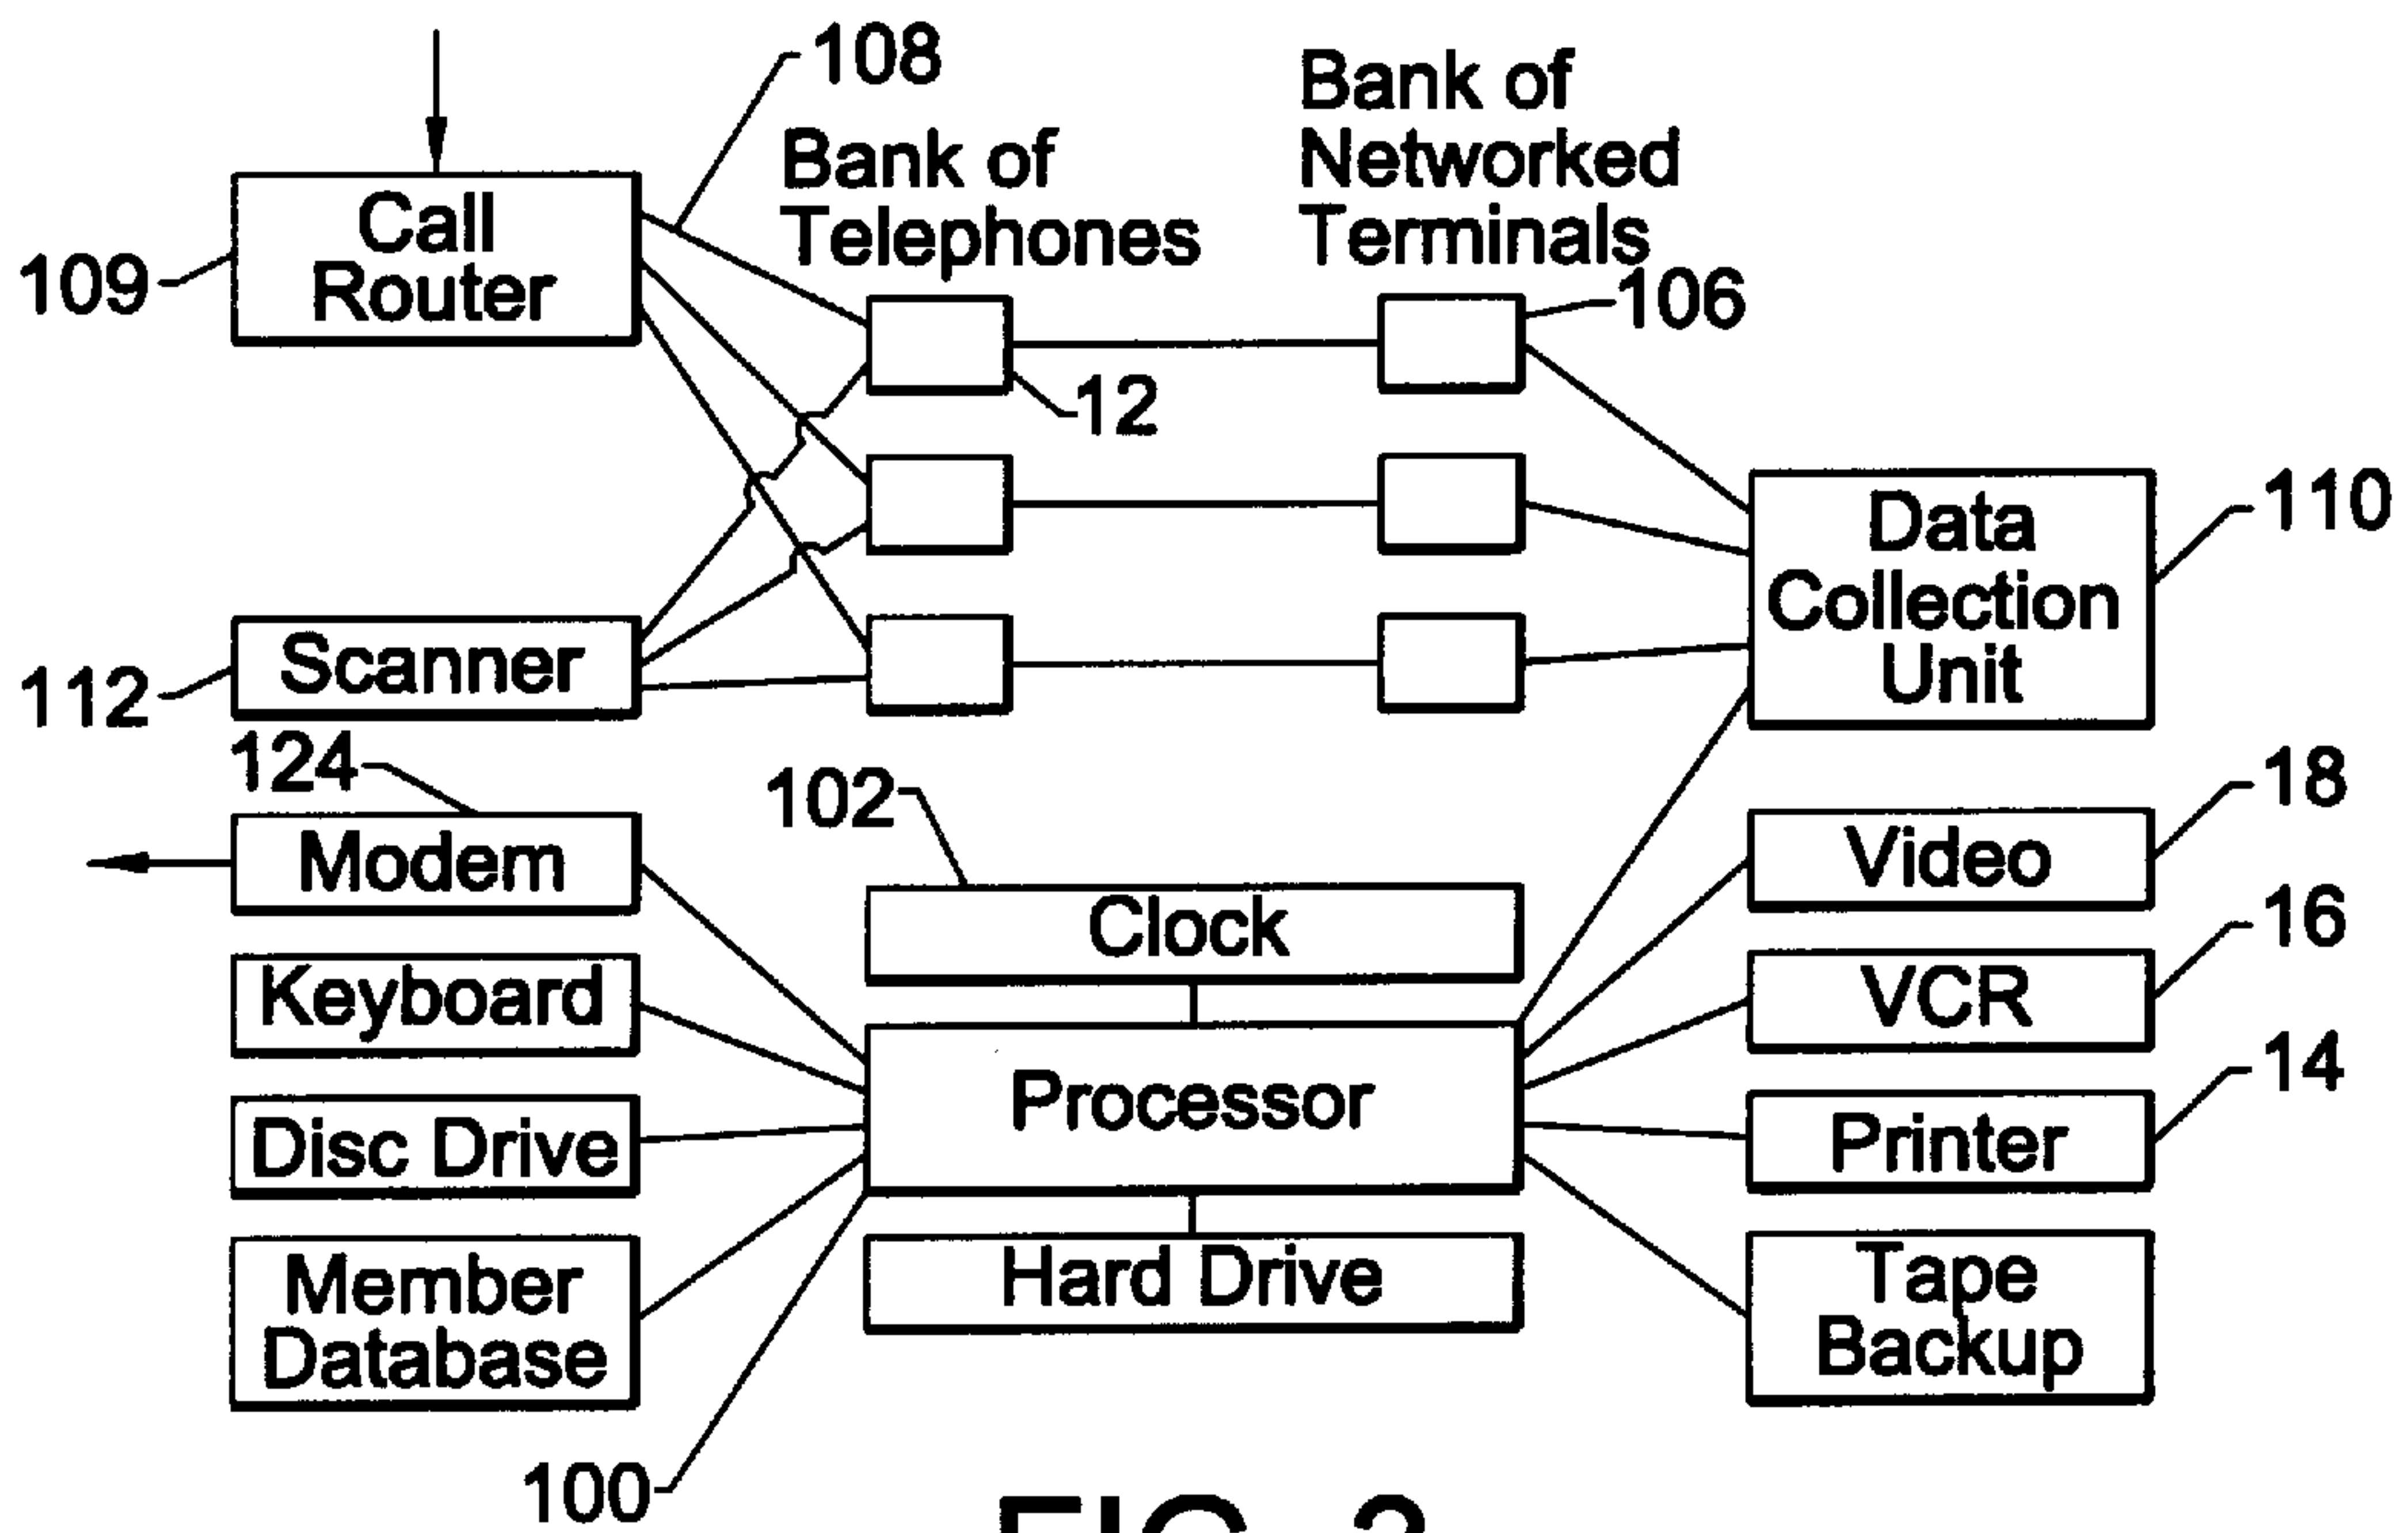 108
Bank of
Telephones
Bank of
Networked
Terminals
Call
Router
109
106
12
Data
Collection
Unit
110
Scanner
112
124
Modem
102
Clock
Video
18
Keyboard
VCR
16
Processor
Disc Drive
Printer
14
Member
Database
Hard Drive
Tape
Backup
100